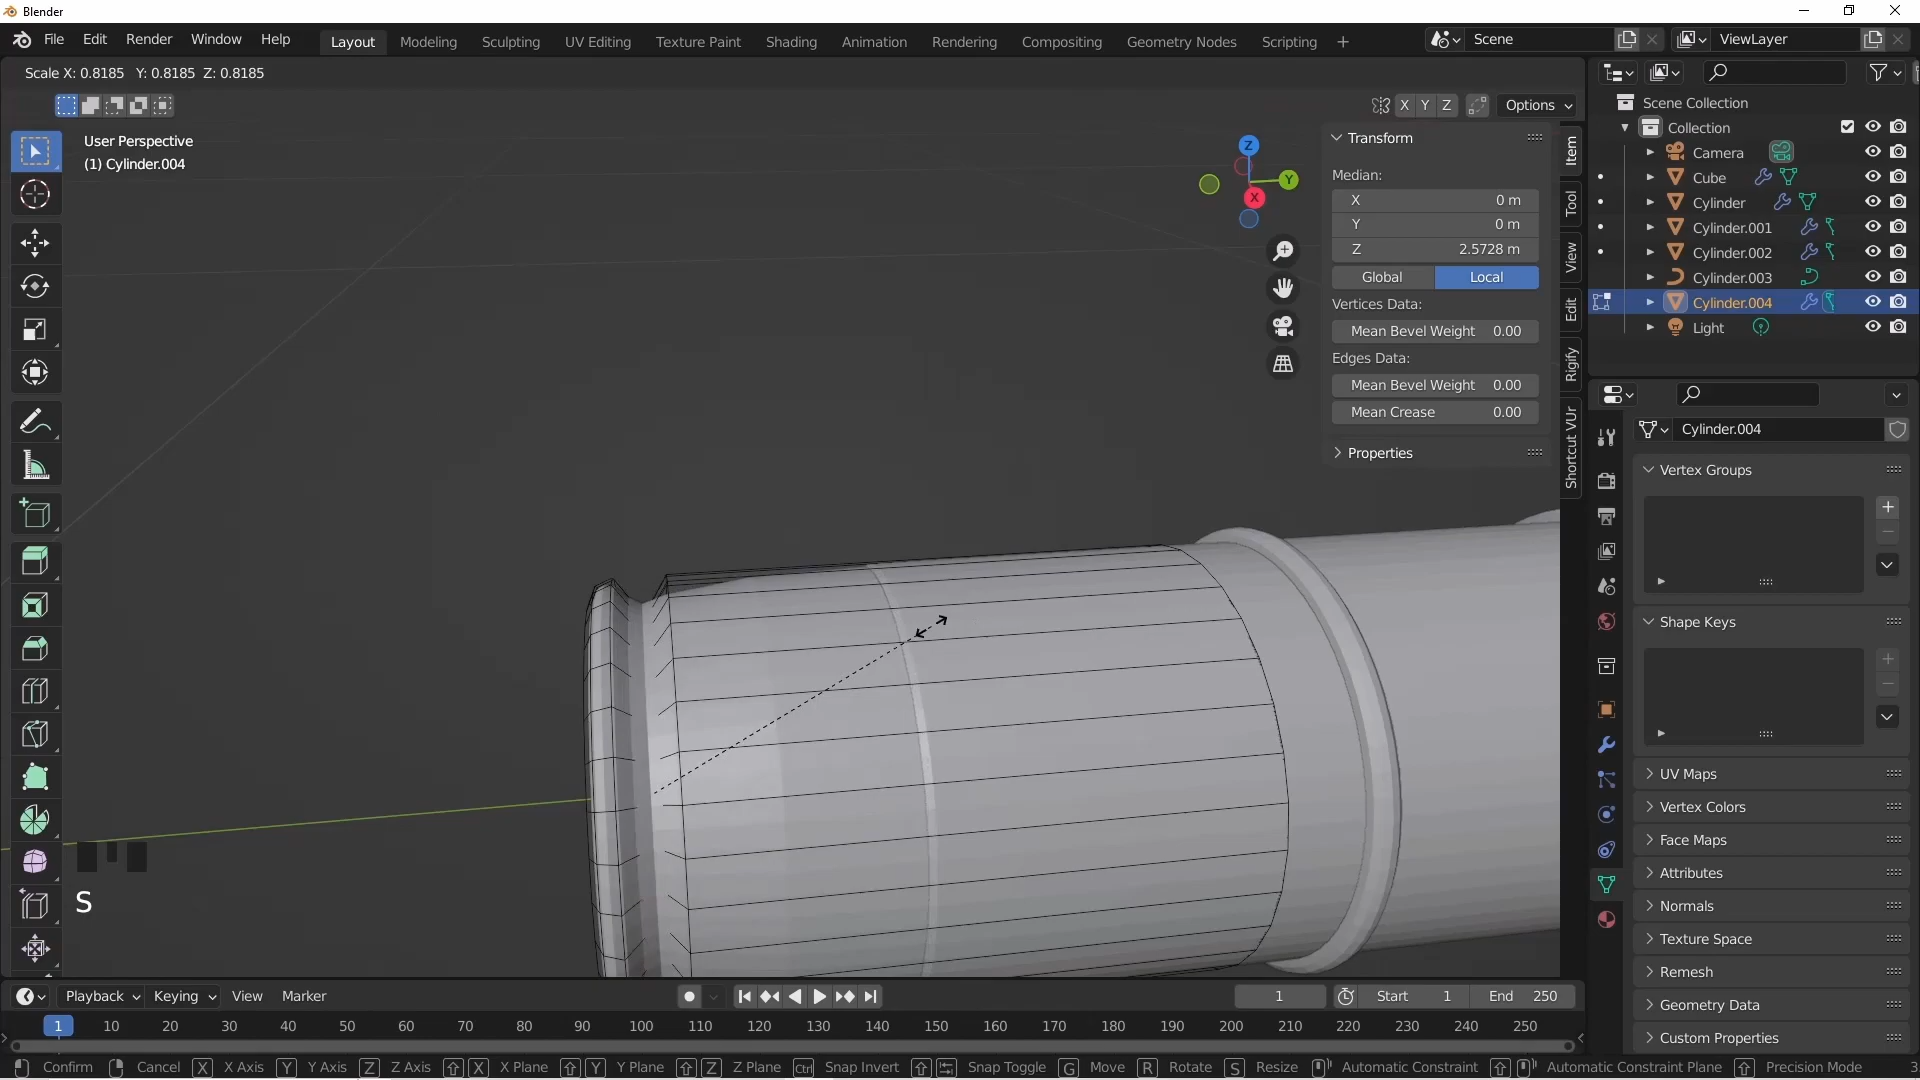 Blender
File Edit Render Window Help Layout Modeling Sculpting UV Editing Texture Paint Shading Animation Rendering Compositing Geometry Nodes Scripting + Scene ViewLayer
Scale X: 0.8185 Y: 0.8185 Z: 0.8185
X Y Z Options
User Perspective
(1) Cylinder.004
Z
Y
X
Transform
Median:
X 0 m
Y 0 m
Z 2.5728 m
Global Local
Vertices Data:
Mean Bevel Weight 0.00
Edges Data:
Mean Bevel Weight 0.00
Mean Crease 0.00
Properties
Item
Tool
View
Edit
Rigify
Shortcut VUr
Scene Collection
Collection
Camera
Cube
Cylinder
Cylinder.001
Cylinder.002
Cylinder.003
Cylinder.004
Light
Cylinder.004
Vertex Groups
Shape Keys
UV Maps
Vertex Colors
Face Maps
Attributes
Normals
Texture Space
Remesh
Geometry Data
Custom Properties
S
Playback Keying View Marker 1 Start 1 End 250
1 10 20 30 40 50 60 70 80 90 100 110 120 130 140 150 160 170 180 190 200 210 220 230 240 250
Confirm Cancel X X Axis Y Y Axis Z Z Axis X X Plane Y Y Plane Z Z Plane Ctrl Snap Invert Snap Toggle G Move R Rotate S Resize Automatic Constraint Automatic Constraint Plane Precision Mode 3